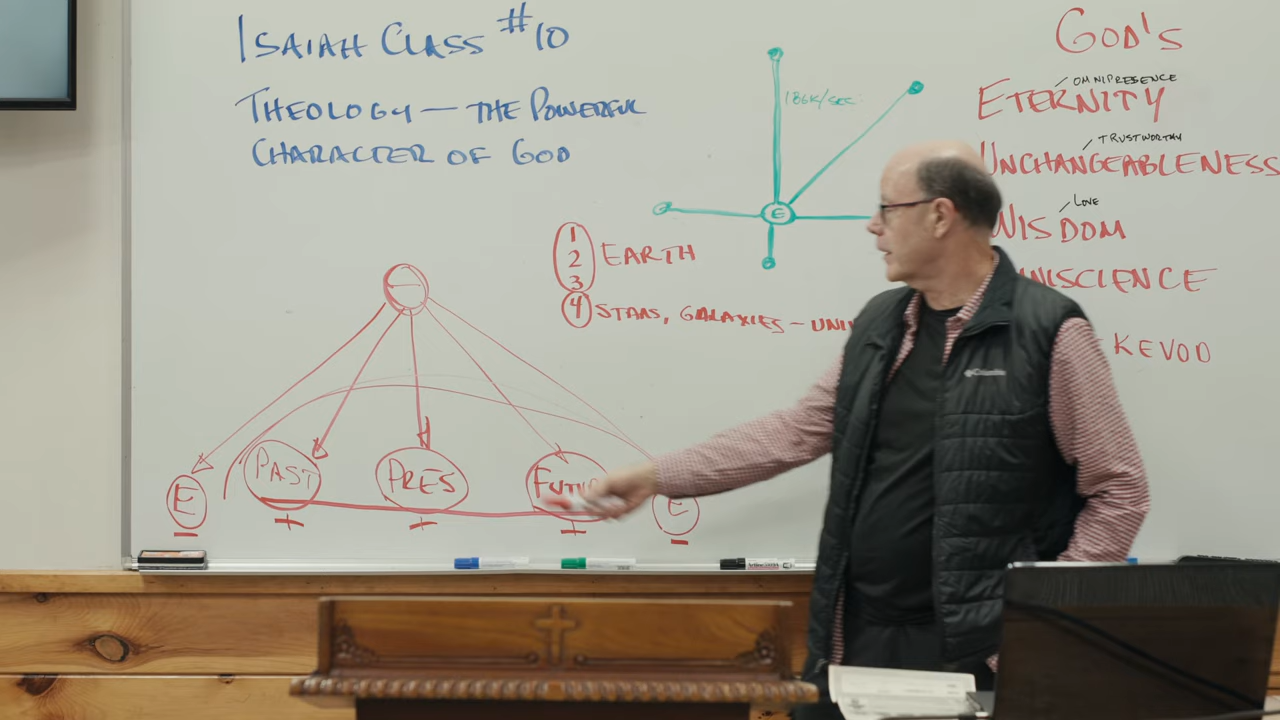 ISAIAH CLASS #10
THEOLOGY — THE POWERFUL
CHARACTER OF GOD
186K/SEC.
E
1
2 EARTH
3
4 STARS, GALAXIES - UNI
GOD'S
OMNIPRESENCE
ETERNITY
TRUSTWORTHY
UNCHANGEABLENESS
LOVE
WISDOM
NISCIENCE
KEVOD
E PAST PRES FUTU E
Columbia